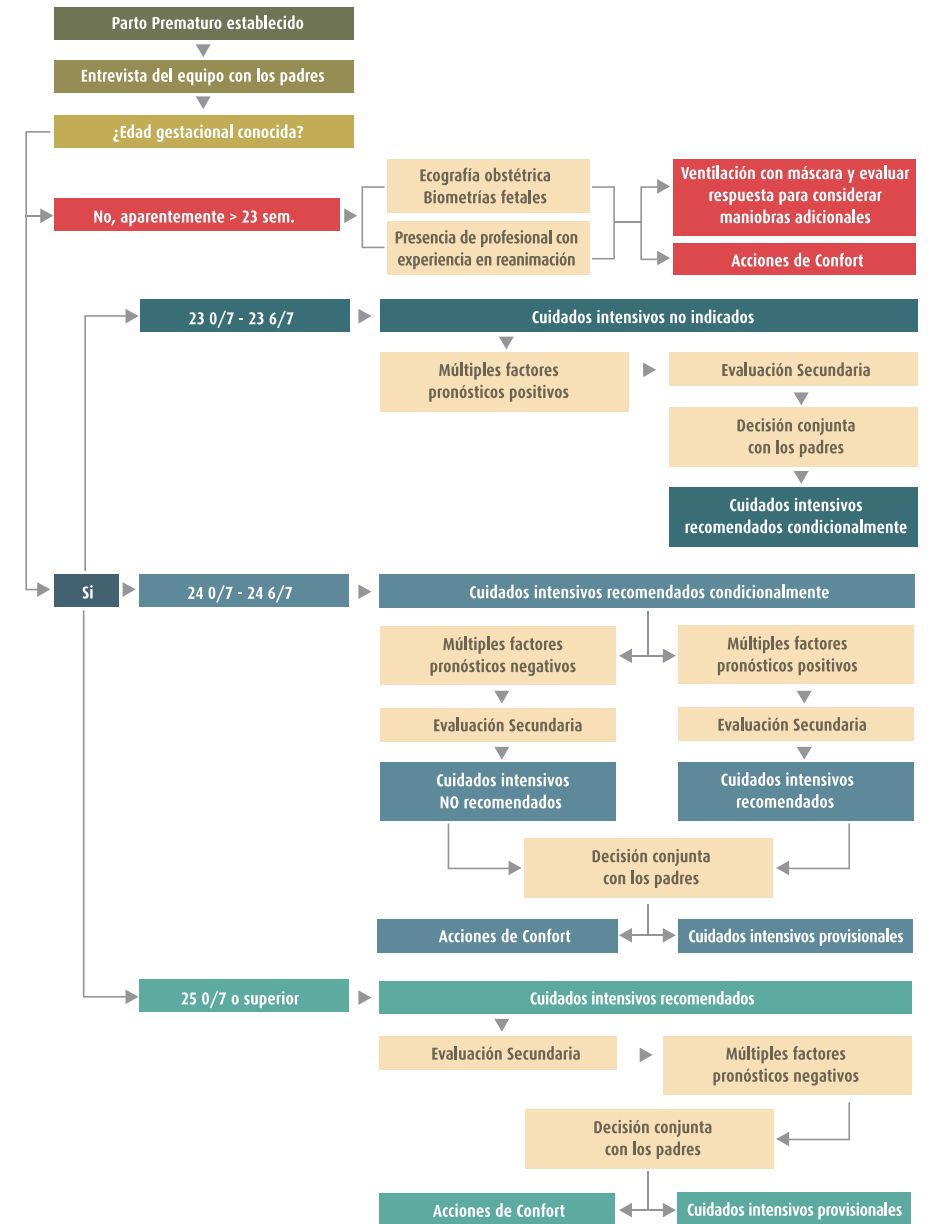 Parto Prematuro establecido
Entrevista del equipo con los padres
¿Edad gestacional conocida?
No, aparentemente > 23 sem.
Ecografía obstétrica
Biometrías fetales
Presencia de profesional con
experiencia en reanimación
Ventilación con máscara y evaluar
respuesta para considerar
maniobras adicionales
Acciones de Confort
23 0/7 - 23 6/7
Cuidados intensivos no indicados
Múltiples factores
pronósticos positivos
Evaluación Secundaria
Decisión conjunta
con los padres
Cuidados intensivos
recomendados condicionalmente
Si
24 0/7 - 24 6/7
Cuidados intensivos recomendados condicionalmente
Múltiples factores
pronósticos negativos
Evaluación Secundaria
Cuidados intensivos
NO recomendados
Múltiples factores
pronósticos positivos
Evaluación Secundaria
Cuidados intensivos
recomendados
Decisión conjunta
con los padres
Acciones de Confort
Cuidados intensivos provisionales
25 0/7 o superior
Cuidados intensivos recomendados
Evaluación Secundaria
Múltiples factores
pronósticos negativos
Decisión conjunta
con los padres
Acciones de Confort
Cuidados intensivos provisionales